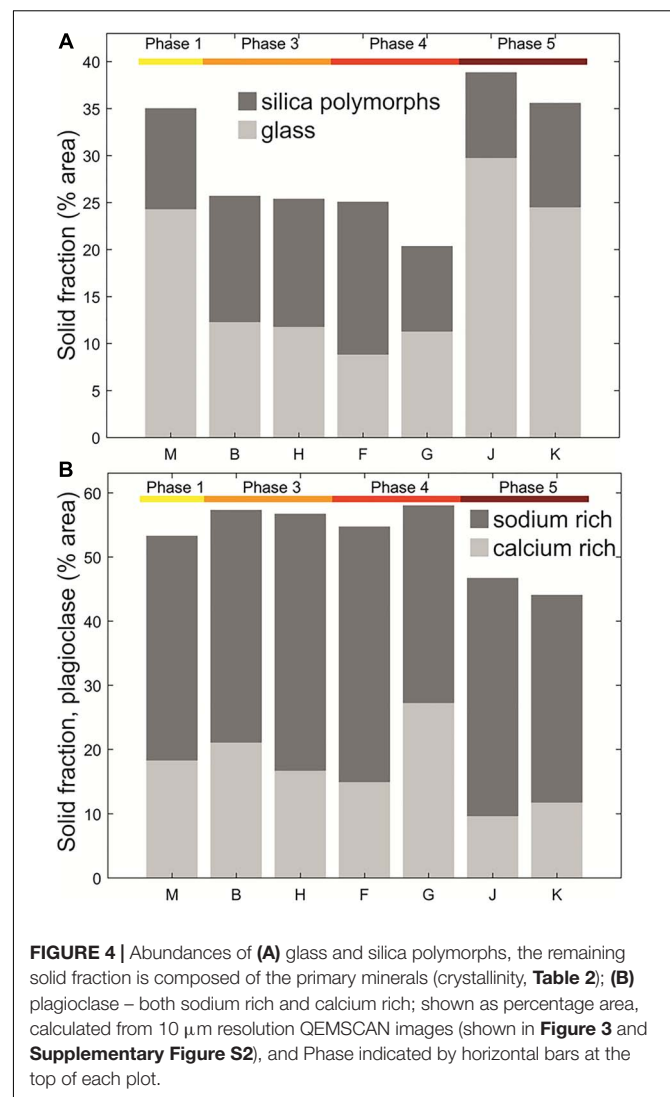 A
Phase 1 Phase 3 Phase 4 Phase 5
silica polymorphs
glass
Solid fraction (% area)
40
35
30
25
20
15
10
5
0
M B H F G J K
B
Phase 1 Phase 3 Phase 4 Phase 5
sodium rich
calcium rich
Solid fraction, plagioclase (% area)
60
50
40
30
20
10
0
M B H F G J K
FIGURE 4 | Abundances of (A) glass and silica polymorphs, the remaining
solid fraction is composed of the primary minerals (crystallinity, Table 2); (B)
plagioclase – both sodium rich and calcium rich; shown as percentage area,
calculated from 10 μm resolution QEMSCAN images (shown in Figure 3 and
Supplementary Figure S2), and Phase indicated by horizontal bars at the
top of each plot.